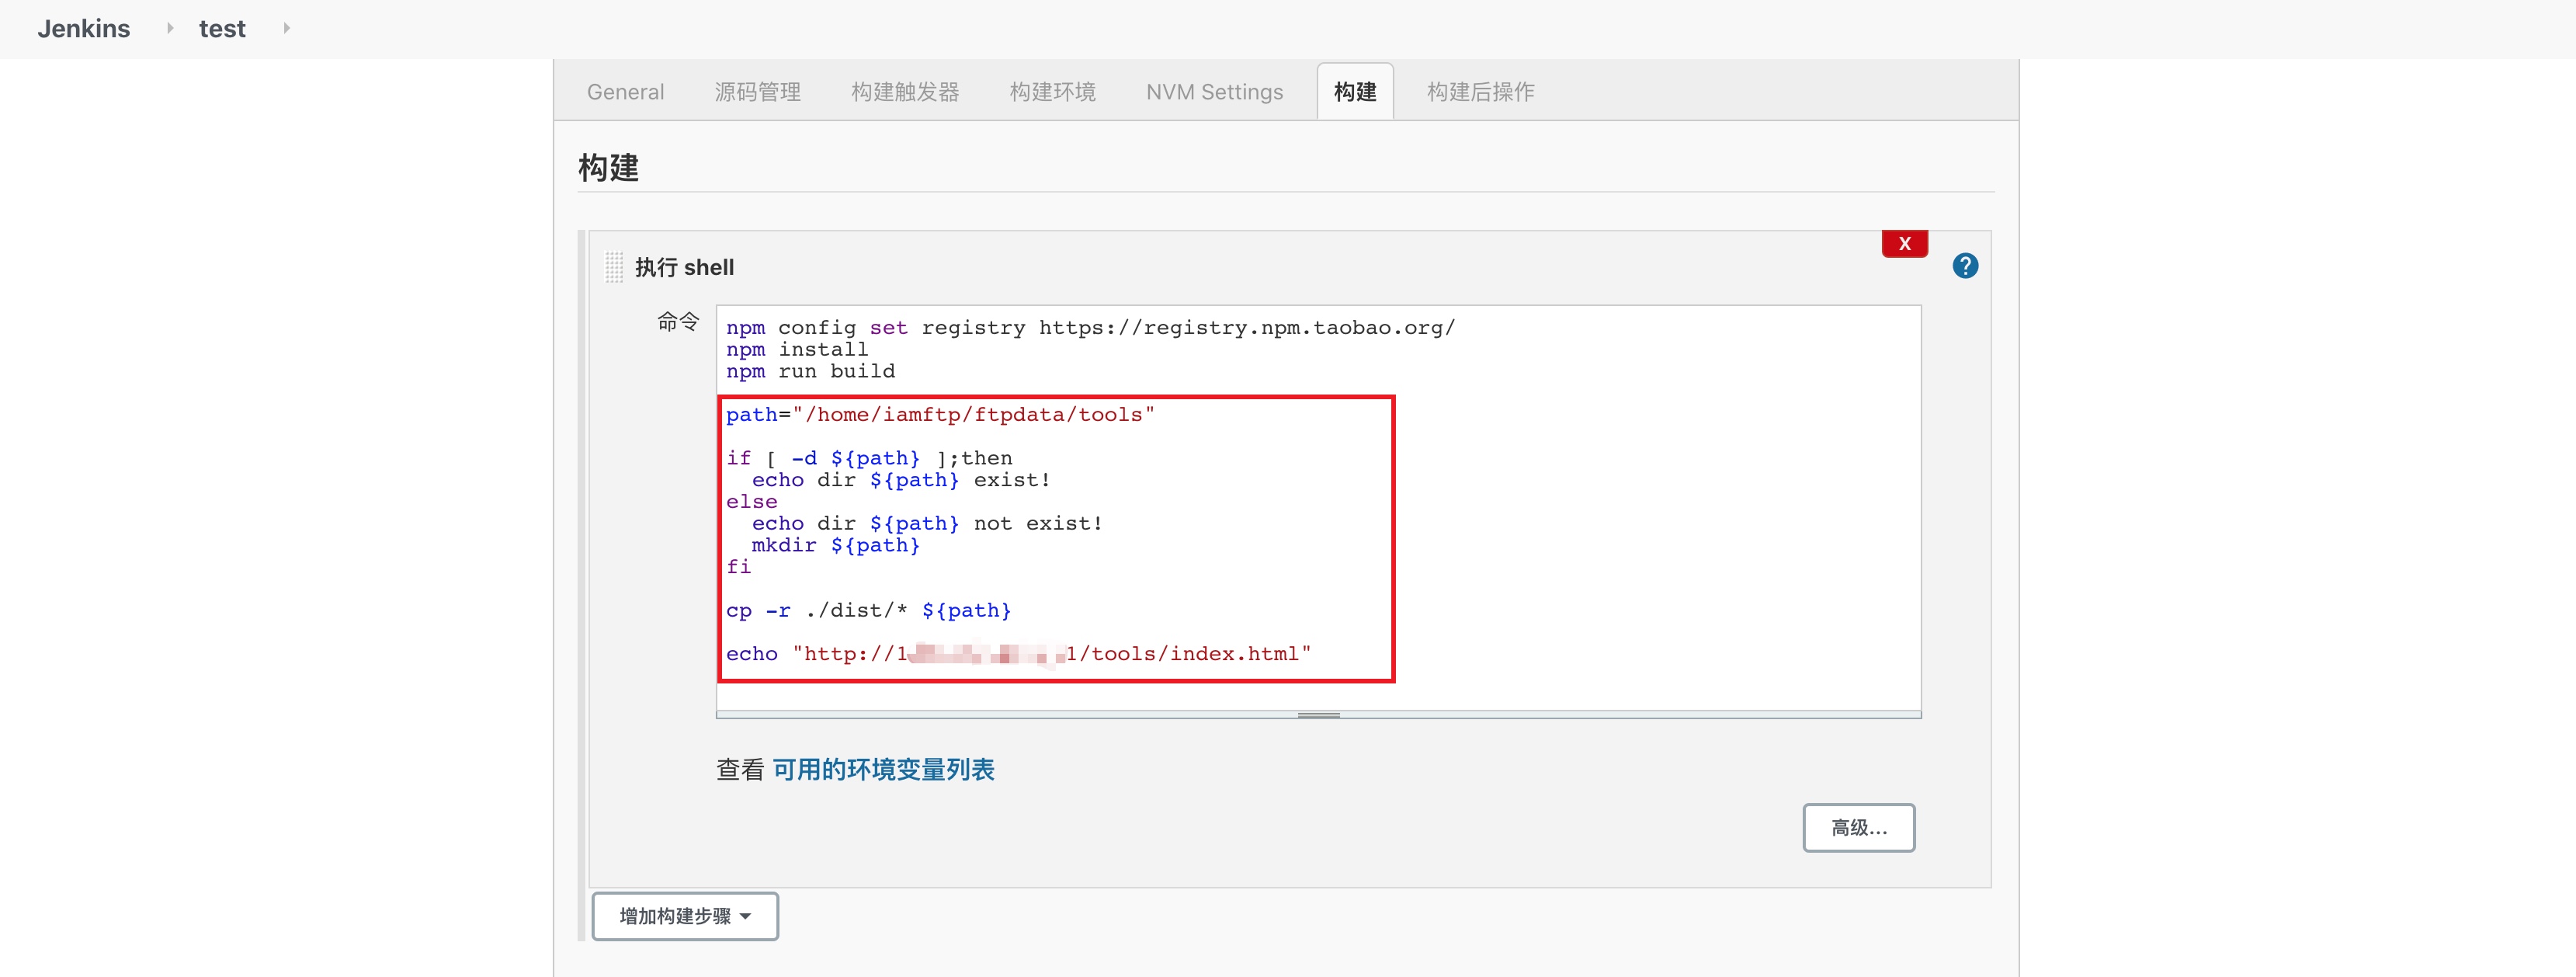 Jenkins test
General 源码管理 构建触发器 构建环境 NVM Settings 构建 构建后操作
构建
X
执行 shell
?
命令
npm config set registry https://registry.npm.taobao.org/
npm install
npm run build
path="/home/iamftp/ftpdata/tools"
if [ -d ${path} ];then
echo dir ${path} exist!
else
echo dir ${path} not exist!
mkdir ${path}
fi
cp -r ./dist/* ${path}
echo "http://1 1/tools/index.html"
查看 可用的环境变量列表
高级...
增加构建步骤